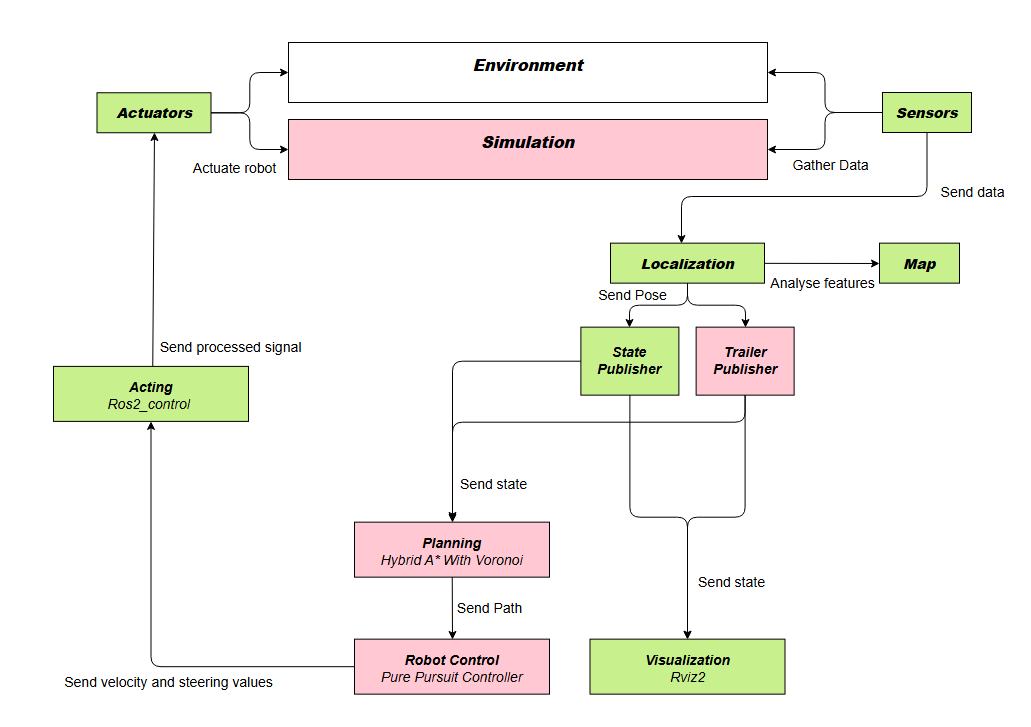 Environment
Actuators
Sensors
Simulation
Actuate robot
Gather Data
Send data
Localization
Map
Analyse features
Send Pose
State
Publisher
Trailer
Publisher
Send processed signal
Acting
Ros2_control
Send state
Planning
Hybrid A* With Voronoi
Send state
Send Path
Robot Control
Pure Pursuit Controller
Visualization
Rviz2
Send velocity and steering values